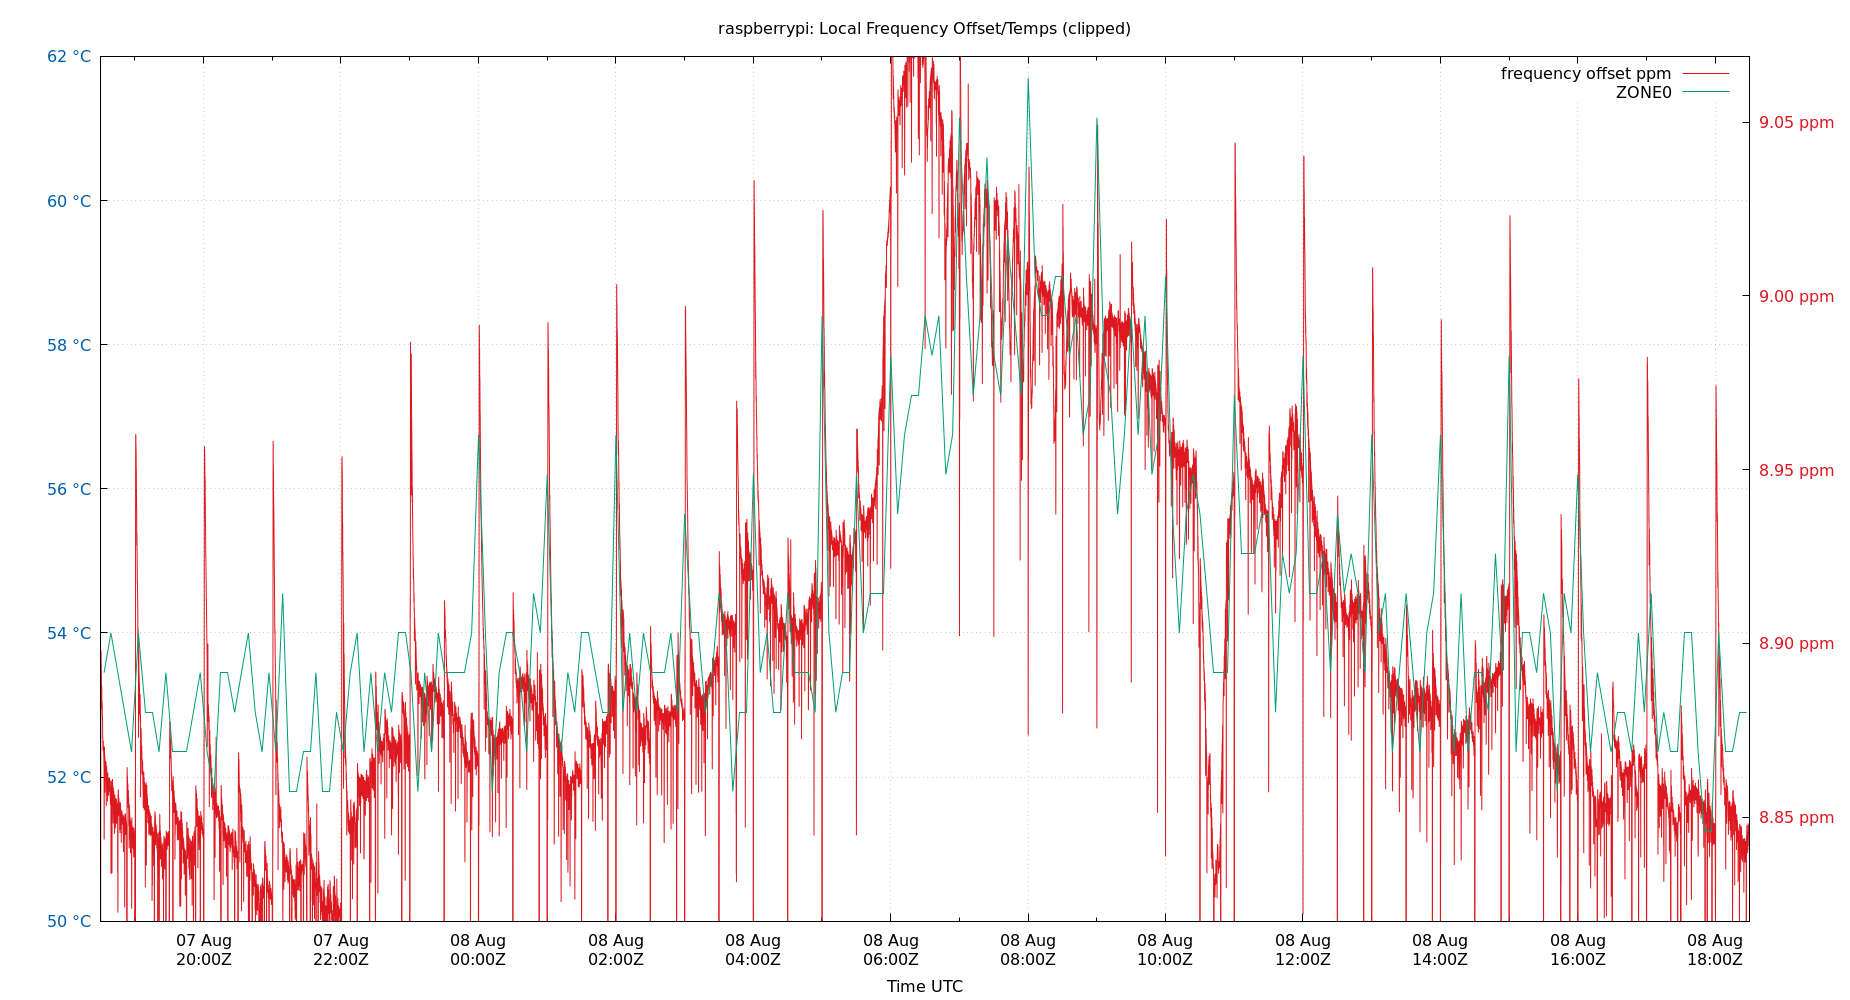 raspberrypi: Local Frequency Offset/Temps (clipped)
62 °C
60 °C
58 °C
56 °C
54 °C
52 °C
50 °C
frequency offset ppm
ZONE0
9.05 ppm
9.00 ppm
8.95 ppm
8.90 ppm
8.85 ppm
07 Aug
20:00Z
07 Aug
22:00Z
08 Aug
00:00Z
08 Aug
02:00Z
08 Aug
04:00Z
08 Aug
06:00Z
08 Aug
08:00Z
08 Aug
10:00Z
08 Aug
12:00Z
08 Aug
14:00Z
08 Aug
16:00Z
08 Aug
18:00Z
Time UTC